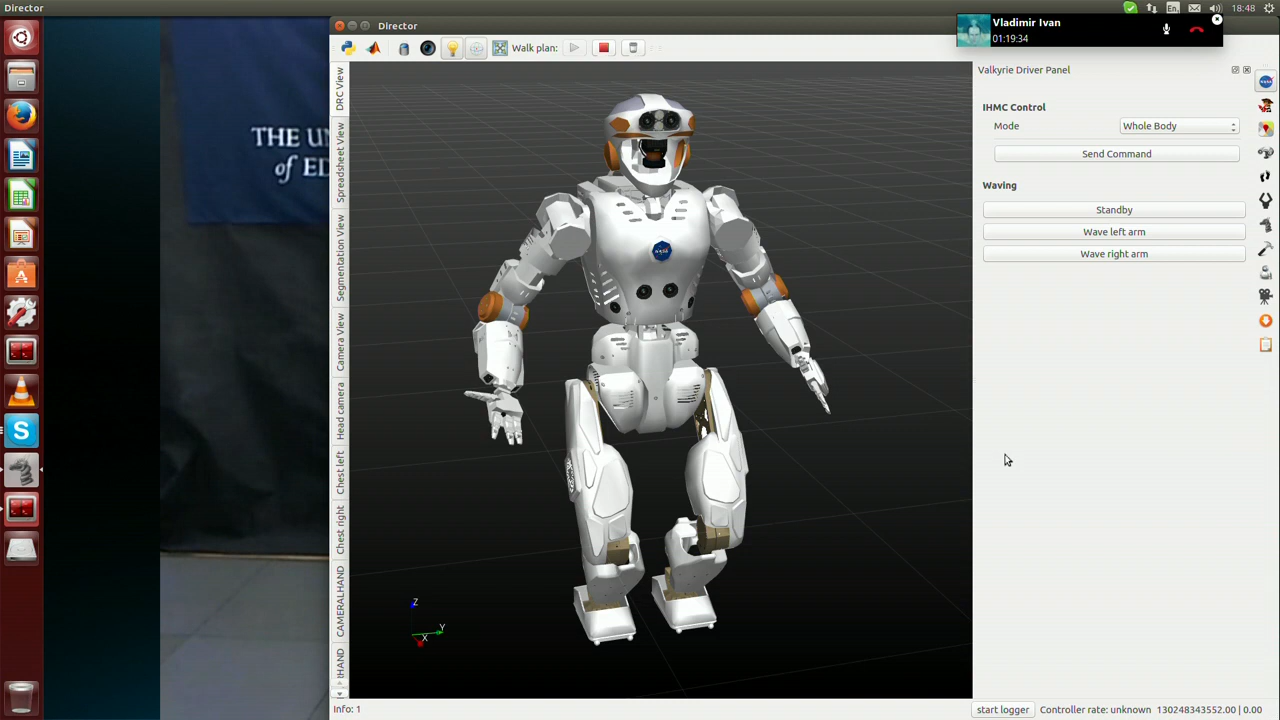 Director
En
18:48
Director
Vladimir Ivan
01:19:34
Walk plan:
Valkyrie Driver Panel
IHMC Control
Mode
Whole Body
Send Command
Waving
Standby
Wave left arm
Wave right arm
DRC View
Spreadsheet View
Segmentation View
Camera View
Head camera
Chest left
Chest right
CAMERALHAND
RHAND
THE UN
of ED
NASA
Z
Y
X
S
Info: 1
start logger
Controller rate: unknown 130248343552.00 | 0.00